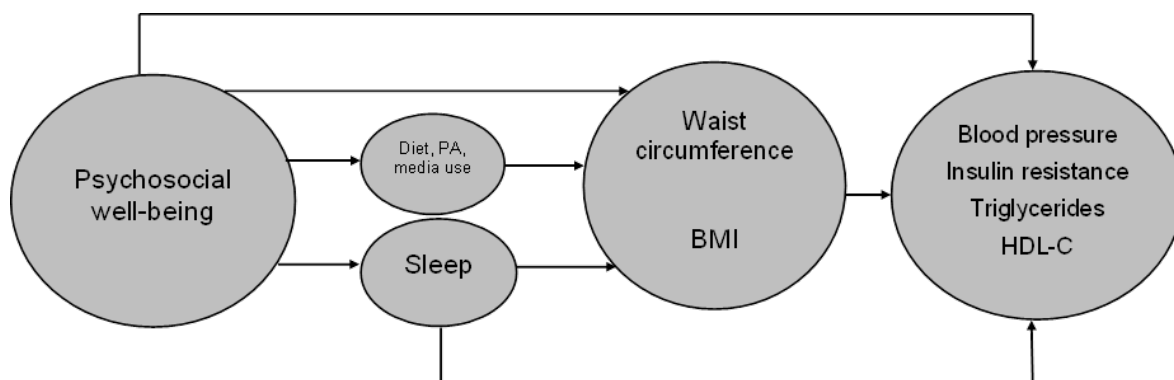 Psychosocial
well-being
Diet, PA,
media use
Sleep
Waist
circumference
BMI
Blood pressure
Insulin resistance
Triglycerides
HDL-C